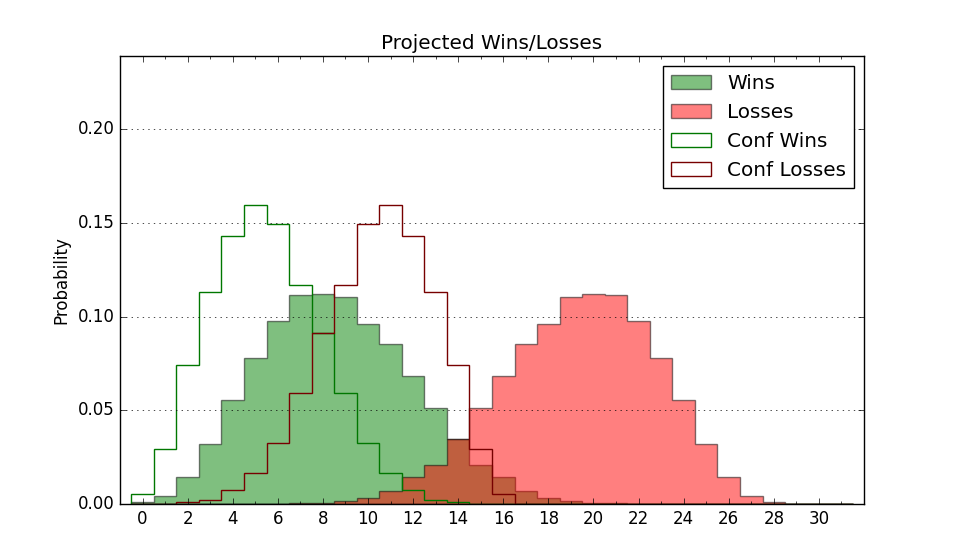 Projected Wins/Losses
Wins
Losses
Conf Wins
Conf Losses
Probability
0.20
0.15
0.10
0.05
0.00
0 2 4 6 8 10 12 14 16 18 20 22 24 26 28 30